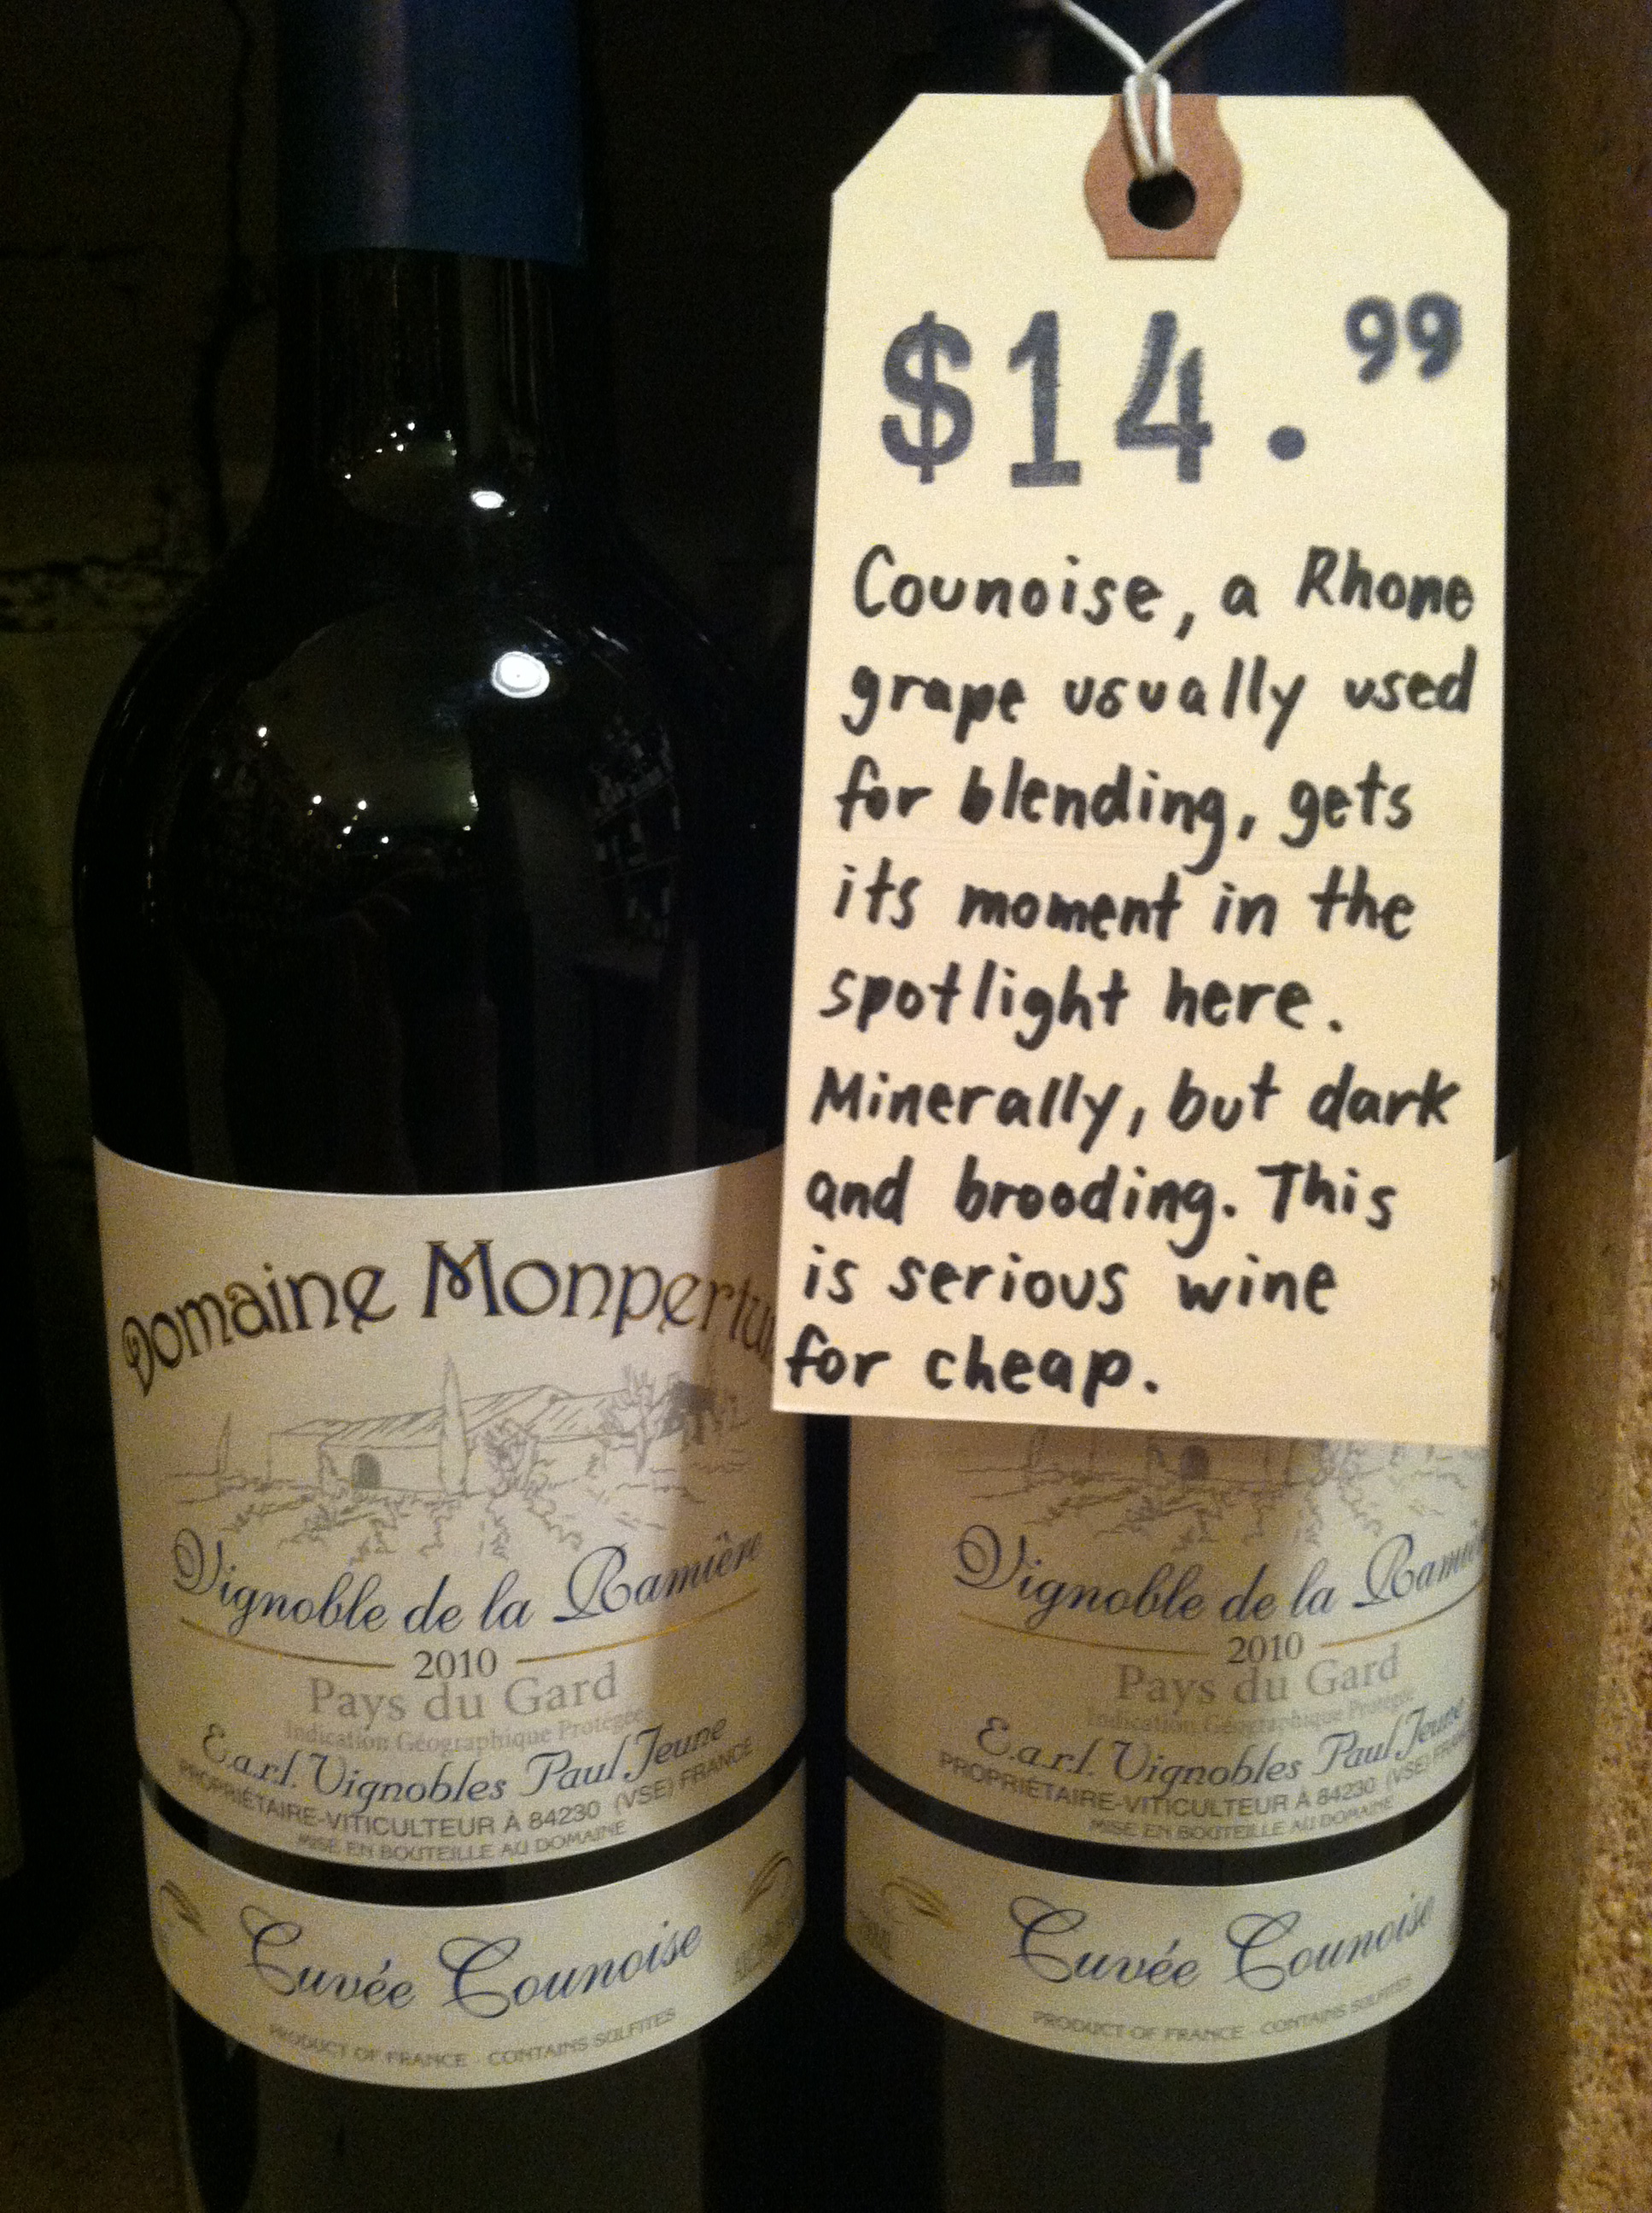 $14.99
Counoise, a Rhone
grape usually used
for blending, gets
its moment in the
spotlight here.
Minerally, but dark
and brooding. This
is serious wine
for cheap.
Domaine
Vignoble de la Ramière
2010
Pays du Gard
Indication Géographique Protégée
E.a.r.l. Vignobles Paul Jeune
PROPRIÉTAIRE-VITICULTEUR À 84230 (VSE) FRANCE
MISE EN BOUTEILLE AU DOMAINE
Cuvée Counoise
PRODUCT OF FRANCE - CONTAINS SULFITES
Vignoble de la
2010
Pays du Gard
Indication Géographique Protégée
E.a.r.l. Vignobles Paul Jeune
PROPRIÉTAIRE-VITICULTEUR À 84230 (VSE)
MISE EN BOUTEILLE AU DOMAINE
Cuvée Counoise
PRODUCT OF FRANCE - CONTAINS SULFITES